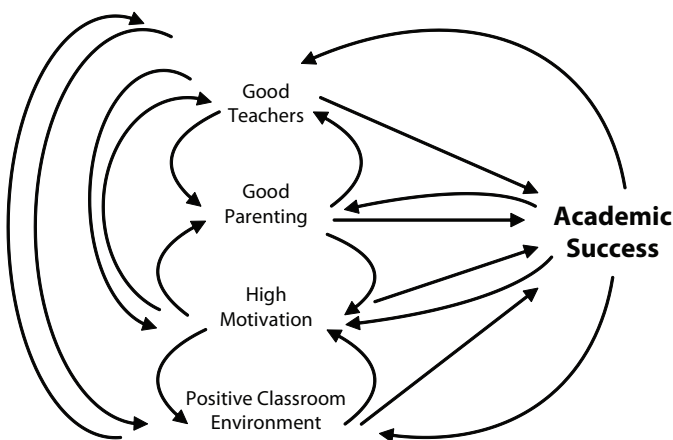 Good
Teachers
Good
Parenting
Academic
Success
High
Motivation
Positive Classroom
Environment